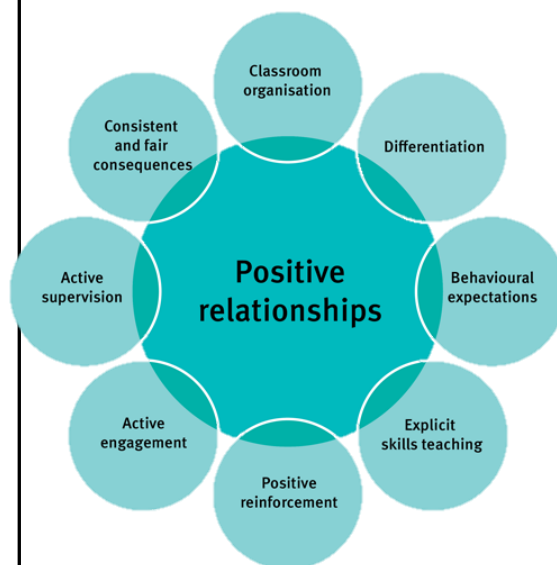 Classroom
organisation
Differentiation
Behavioural
expectations
Explicit
skills teaching
Positive
reinforcement
Active
engagement
Active
supervision
Consistent
and fair
consequences
Positive
relationships